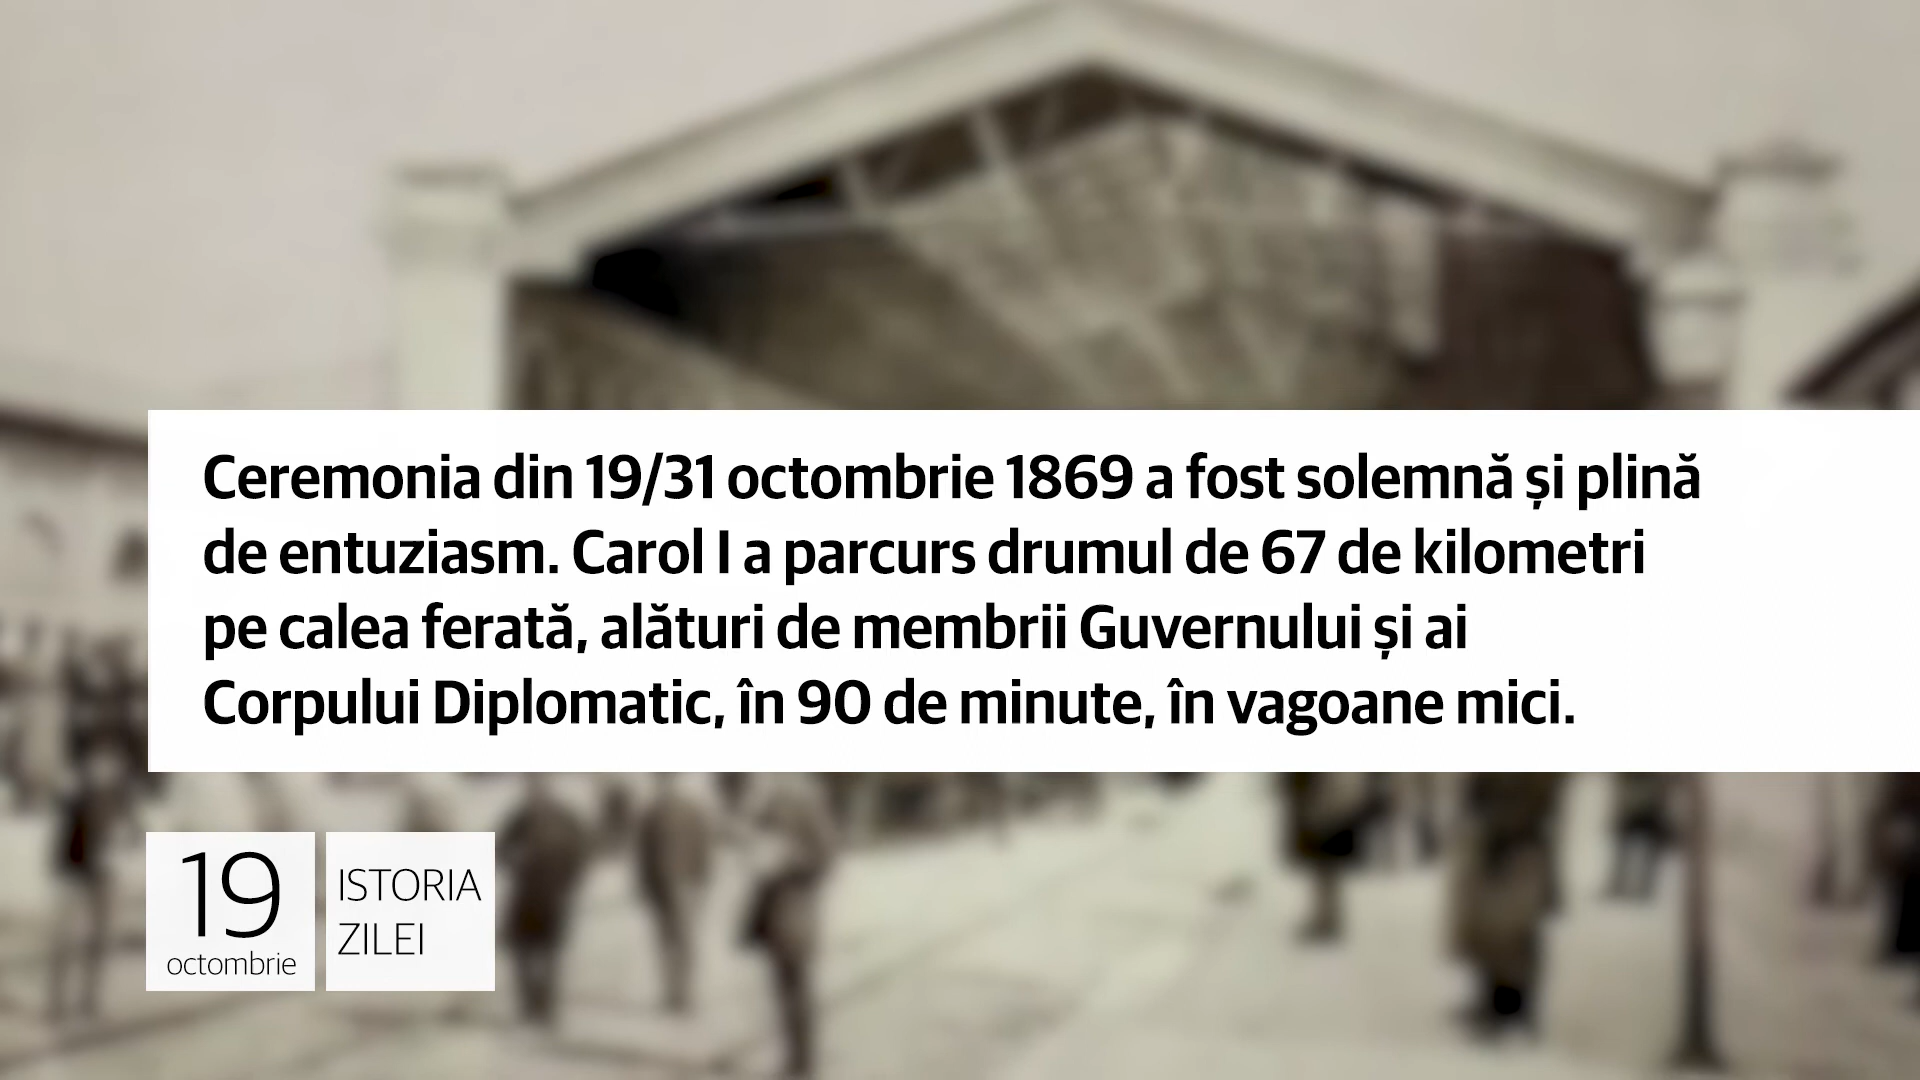 Ceremonia din 19/31 octombrie 1869 a fost solemnă și plină
de entuziasm. Carol I a parcurs drumul de 67 de kilometri
pe calea ferată, alături de membrii Guvernului și ai
Corpului Diplomatic, în 90 de minute, în vagoane mici.
19
octombrie
ISTORIA
ZILEI